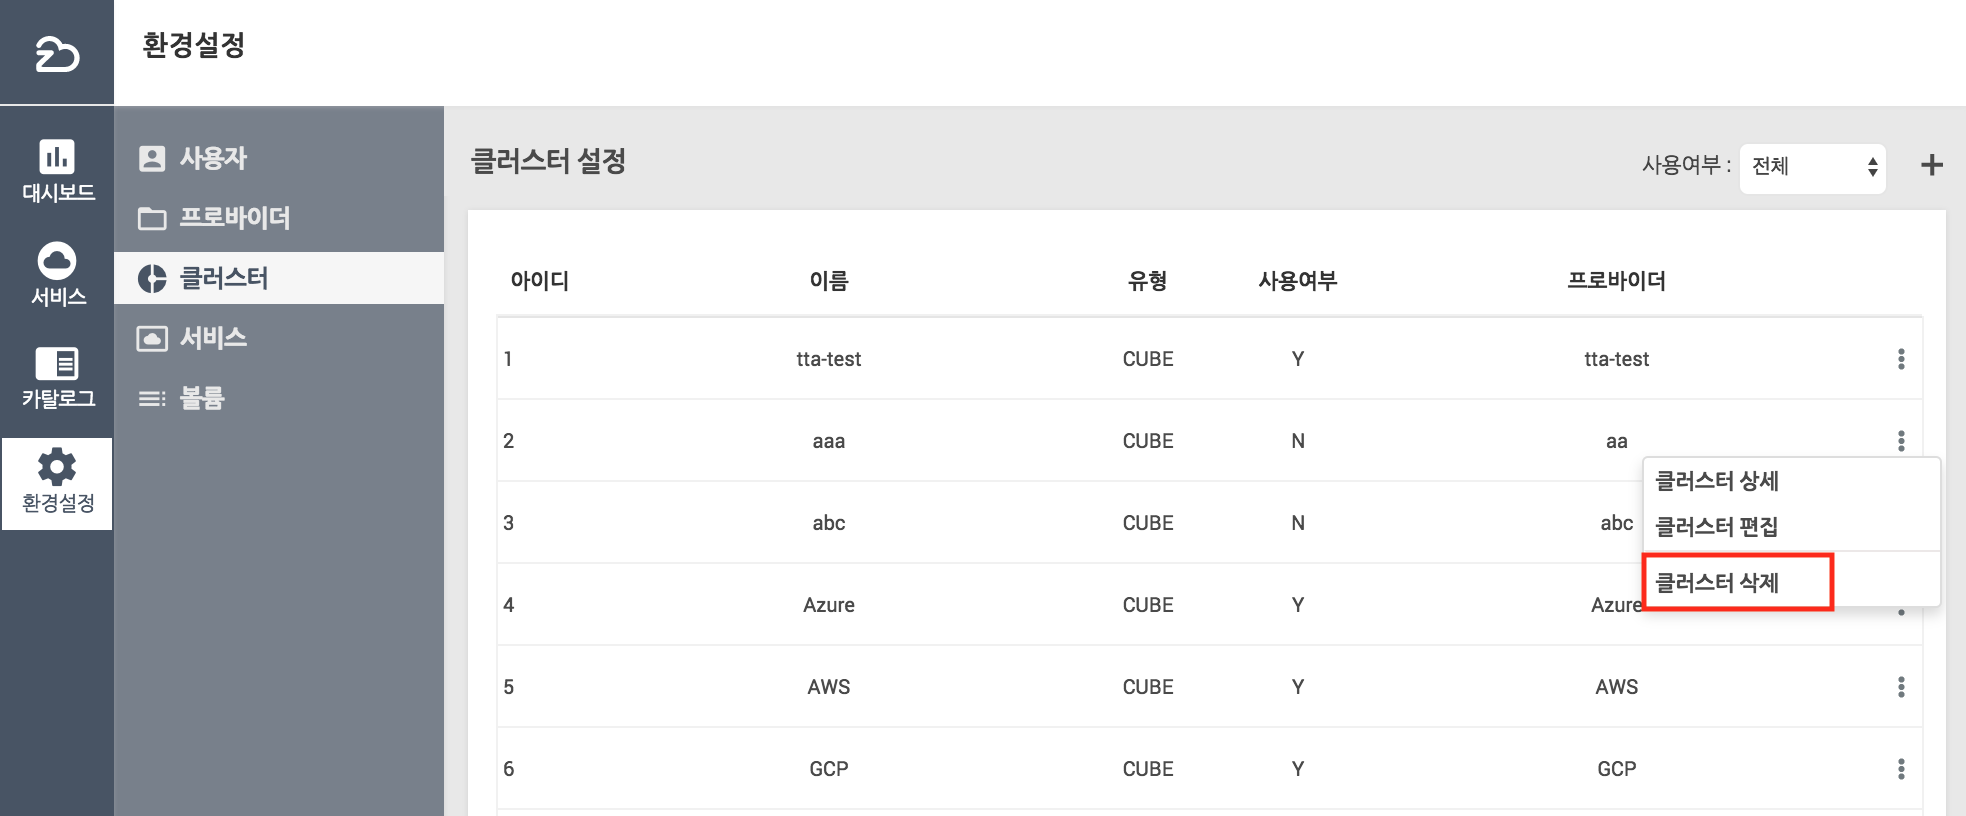 환경설정
대시보드
서비스
카탈로그
환경설정
사용자
프로바이더
클러스터
서비스
볼륨
클러스터 설정
사용여부 : 전체
아이디 이름 유형 사용여부 프로바이더
1 tta-test CUBE Y tta-test
2 aaa CUBE N aa
3 abc CUBE N abc
4 Azure CUBE Y Azure
5 AWS CUBE Y AWS
6 GCP CUBE Y GCP
클러스터 상세
클러스터 편집
클러스터 삭제